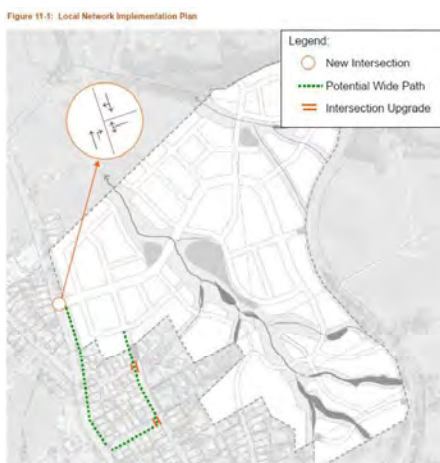 Figure 11-1: Local Network Implementation Plan
Legend:
New Intersection
Potential Wide Path
Intersection Upgrade